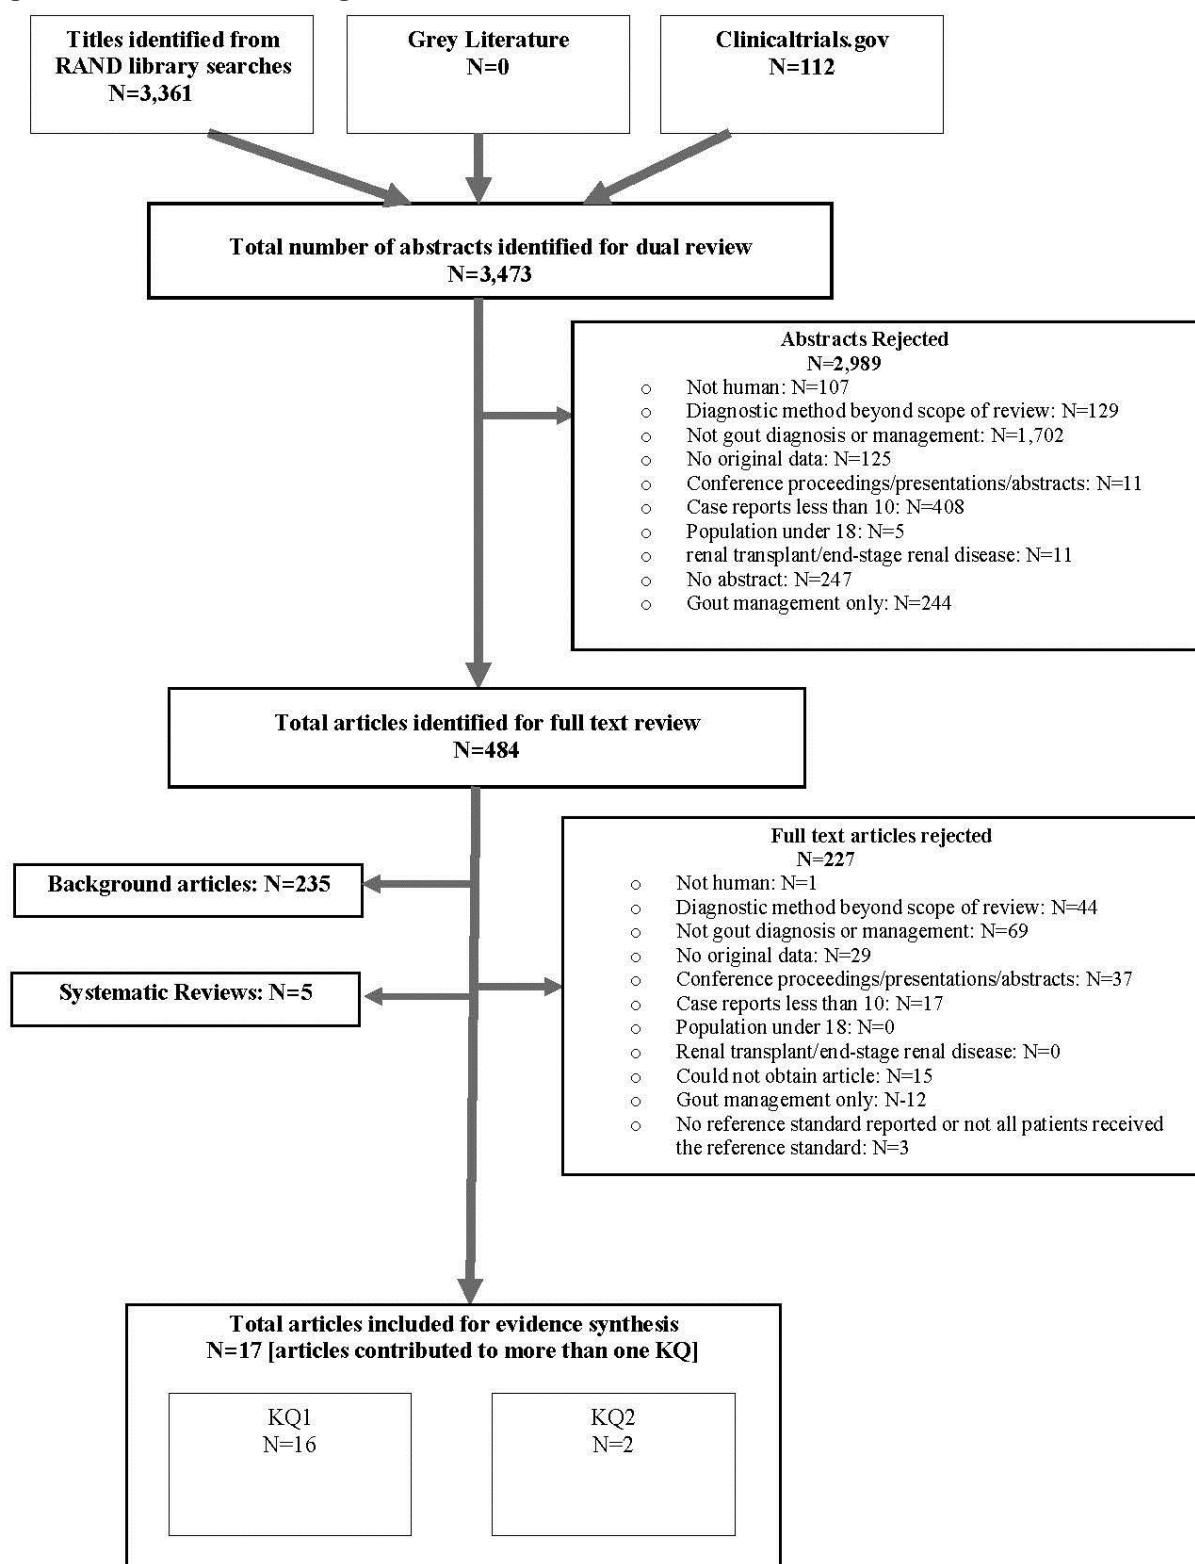 Titles identified from
RAND library searches
N=3,361
Grey Literature
N=0
Clinicaltrials.gov
N=112
Total number of abstracts identified for dual review
N=3,473
Abstracts Rejected
N=2,989
o Not human: N=107
o Diagnostic method beyond scope of review: N=129
o Not gout diagnosis or management: N=1,702
o No original data: N=125
o Conference proceedings/presentations/abstracts: N=11
o Case reports less than 10: N=408
o Population under 18: N=5
o renal transplant/end-stage renal disease: N=11
o No abstract: N=247
o Gout management only: N=244
Total articles identified for full text review
N=484
Background articles: N=235
Systematic Reviews: N=5
Full text articles rejected
N=227
o Not human: N=1
o Diagnostic method beyond scope of review: N=44
o Not gout diagnosis or management: N=69
o No original data: N=29
o Conference proceedings/presentations/abstracts: N=37
o Case reports less than 10: N=17
o Population under 18: N=0
o Renal transplant/end-stage renal disease: N=0
o Could not obtain article: N=15
o Gout management only: N-12
o No reference standard reported or not all patients received
the reference standard: N=3
Total articles included for evidence synthesis
N=17 [articles contributed to more than one KQ]
KQ1
N=16
KQ2
N=2